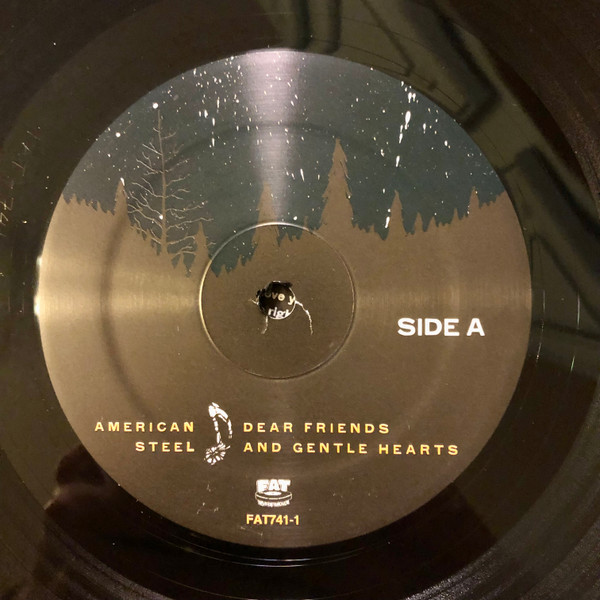 SIDE A
AMERICAN STEEL
DEAR FRIENDS
AND GENTLE HEARTS
FAT
FAT741-1